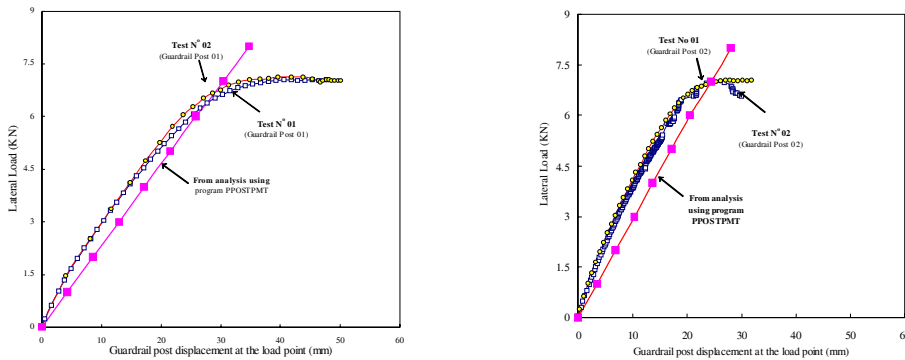 9
7.5
6
4.5
3
1.5
0
0 10 20 30 40 50 60
Lateral Load (KN)
Guardrail post displacement at the load point (mm)
Test N° 02
(Guardrail Post 01)
Test N° 01
(Guardrail Post 01)
From analysis using
program PPOSTPMT
9
7.5
6
4.5
3
1.5
0
0 10 20 30 40 50 60
Lateral Load (KN)
Guardrail post displacement at the load point (mm)
Test No 01
(Guardrail Post 02)
Test N° 02
(Guardrail Post 02)
From analysis
using program
PPOSTPMT